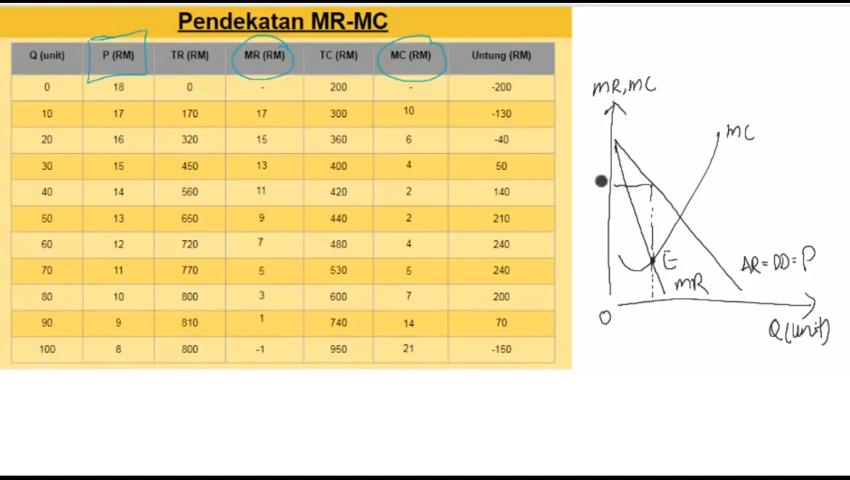 Pendekatan MR-MC
Q (unit) P (RM) TR (RM) MR (RM) TC (RM) MC (RM) Untung (RM)
0 18 0 - 200 - -200
10 17 170 17 300 10 -130
20 16 320 15 360 6 -40
30 15 450 13 400 4 50
40 14 560 11 420 2 140
50 13 650 9 440 2 210
60 12 720 7 480 4 240
70 11 770 5 530 5 240
80 10 800 3 600 7 200
90 9 810 1 740 14 70
100 8 800 -1 950 21 -150
MR, MC
MC
E
AR = DD = P
MR
O
Q (unit)